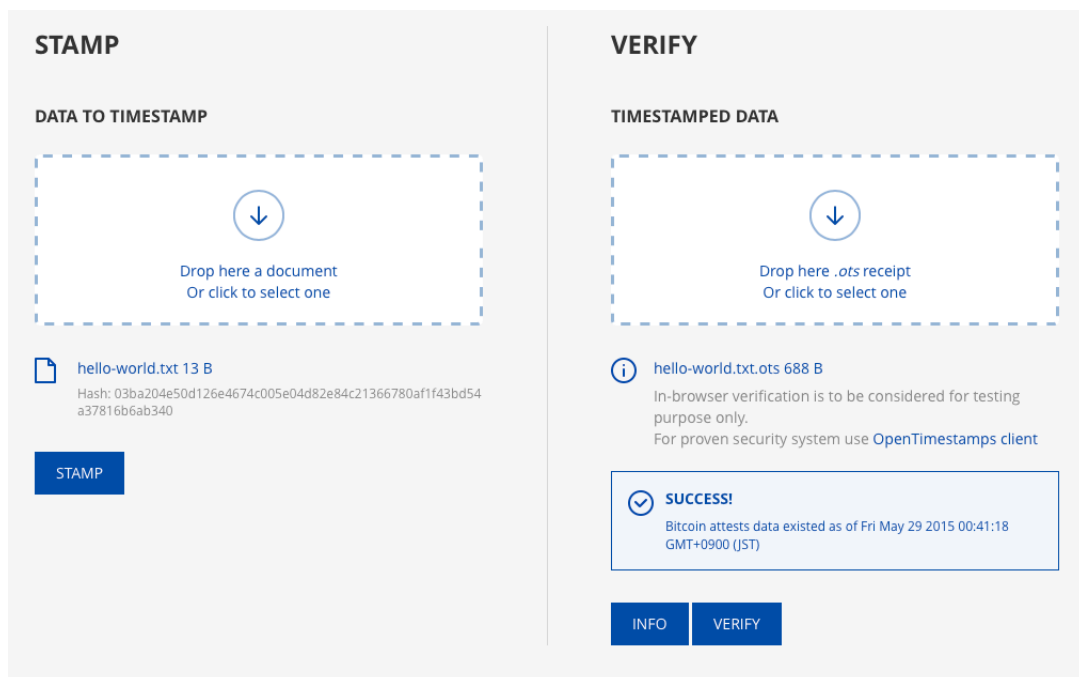 STAMP
DATA TO TIMESTAMP
Drop here a document
Or click to select one
hello-world.txt 13 B
Hash: 03ba204e50d126e4674c005e04d82e84c21366780af1f43bd54
a37816b6ab340
STAMP
VERIFY
TIMESTAMPED DATA
Drop here .ots receipt
Or click to select one
hello-world.txt.ots 688 B
In-browser verification is to be considered for testing
purpose only.
For proven security system use OpenTimestamps client
SUCCESS!
Bitcoin attests data existed as of Fri May 29 2015 00:41:18
GMT+0900 (JST)
INFO
VERIFY